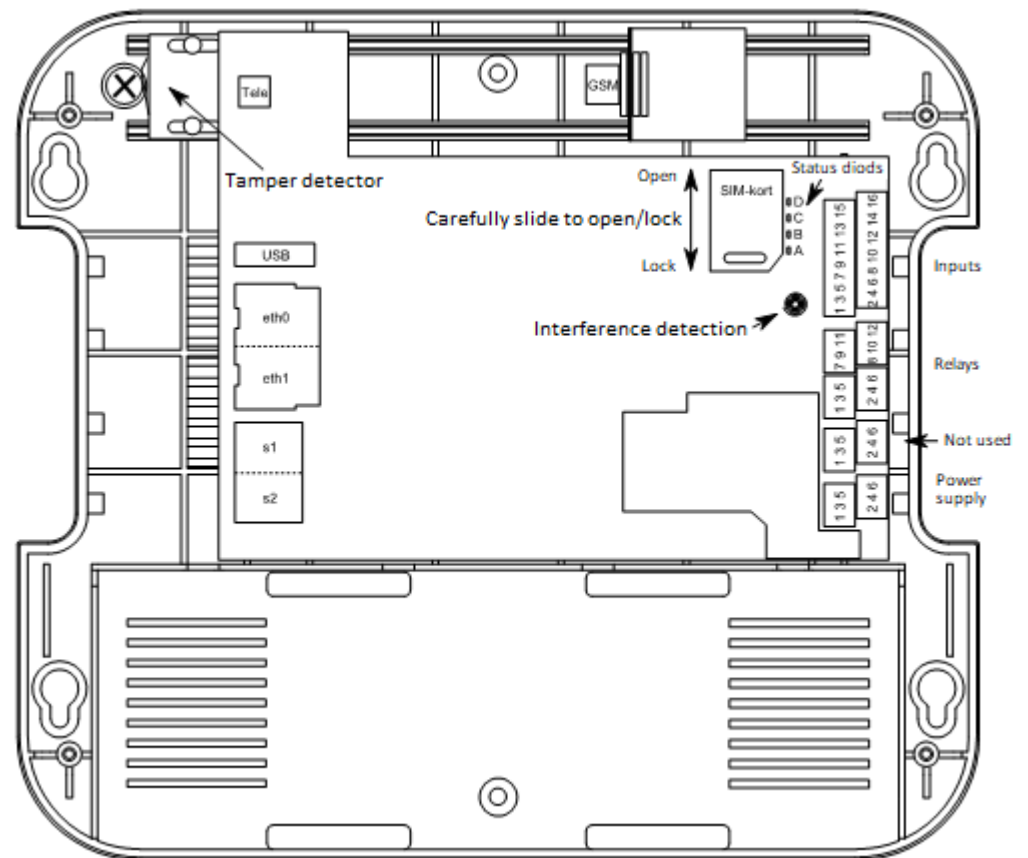 Tele
GSM
Tamper detector
Open
SIM-kort
Status diods
D
C
B
A
Carefully slide to open/lock
Lock
1 3 5 7 9 11 13 15
2 4 6 8 10 12 14 16
Inputs
USB
eth0
eth1
Interference detection
7 9 11
8 10 12
Relays
1 3 5
2 4 6
s1
s2
1 3 5
2 4 6
Not used
1 3 5
2 4 6
Power
supply